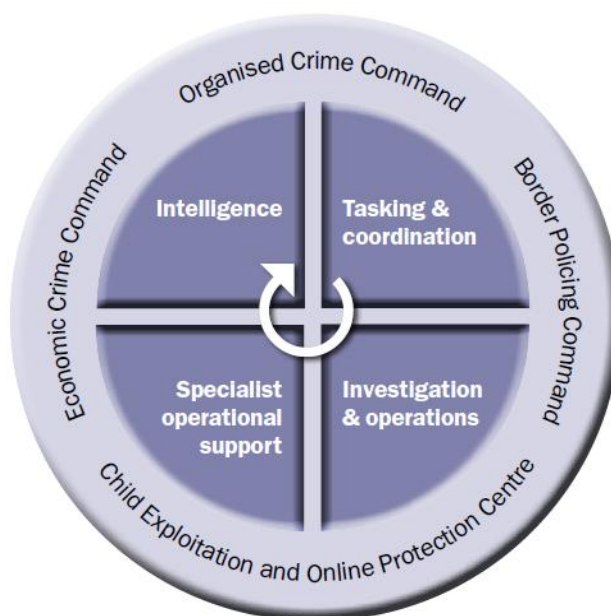 Organised Crime Command
Border Policing Command
Child Exploitation and Online Protection Centre
Economic Crime Command
Intelligence
Tasking &
coordination
Specialist
operational
support
Investigation
& operations